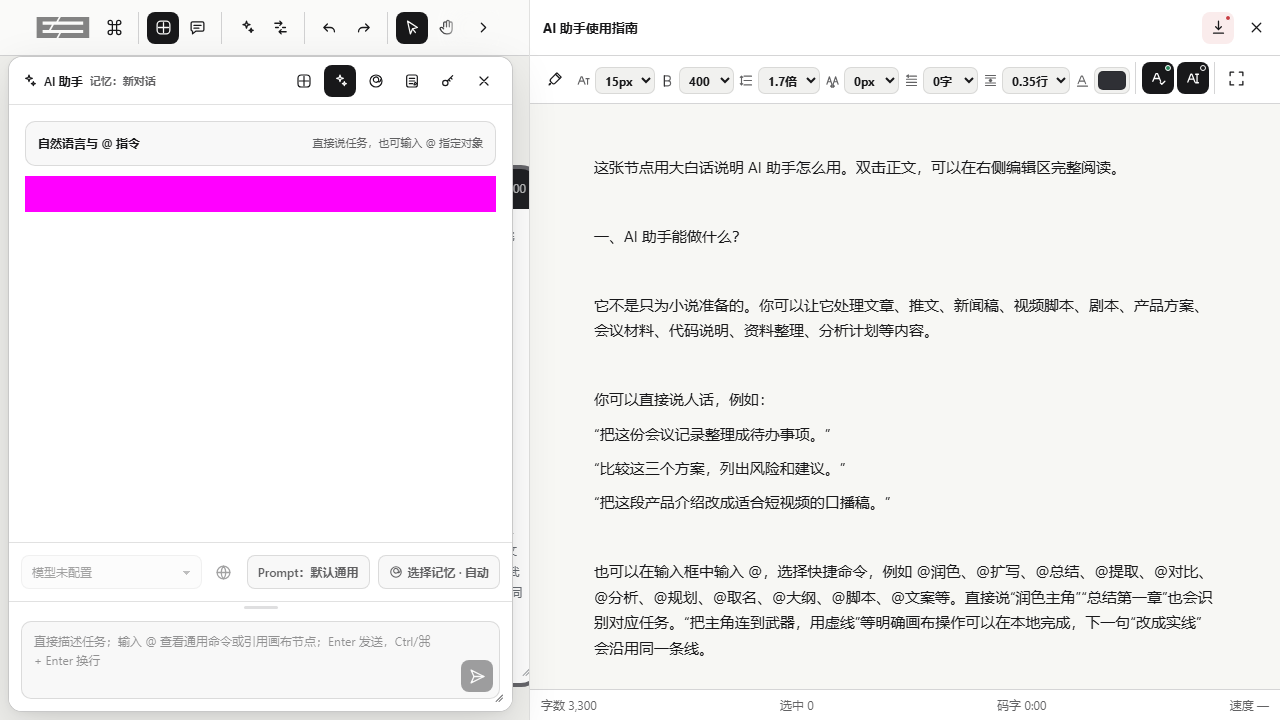 AI 助手 记忆：新对话
自然语言与 @ 指令
直接说任务，也可输入 @ 指定对象
模型未配置
Prompt：默认通用
选择记忆 · 自动
直接描述任务；输入 @ 查看通用命令或引用画布节点；Enter 发送，Ctrl/⌘
+ Enter 换行
00
同
AI 助手使用指南
AT 15px B 400 1.7倍 AA 0px 0字 0.35行 A A AI
这张节点用大白话说明 AI 助手怎么用。双击正文，可以在右侧编辑区完整阅读。
一、AI 助手能做什么？
它不是只为小说准备的。你可以让它处理文章、推文、新闻稿、视频脚本、剧本、产品方案、
会议材料、代码说明、资料整理、分析计划等内容。
你可以直接说人话，例如：
“把这份会议记录整理成待办事项。”
“比较这三个方案，列出风险和建议。”
“把这段产品介绍改成适合短视频的口播稿。”
也可以在输入框中输入 @，选择快捷命令，例如 @润色、@扩写、@总结、@提取、@对比、
@分析、@规划、@取名、@大纲、@脚本、@文案等。直接说“润色主角”“总结第一章”也会识
别对应任务。“把主角连到武器，用虚线”等明确画布操作可以在本地完成，下一句“改成实线”
会沿用同一条线。
字数 3,300
选中 0
码字 0:00
速度 —